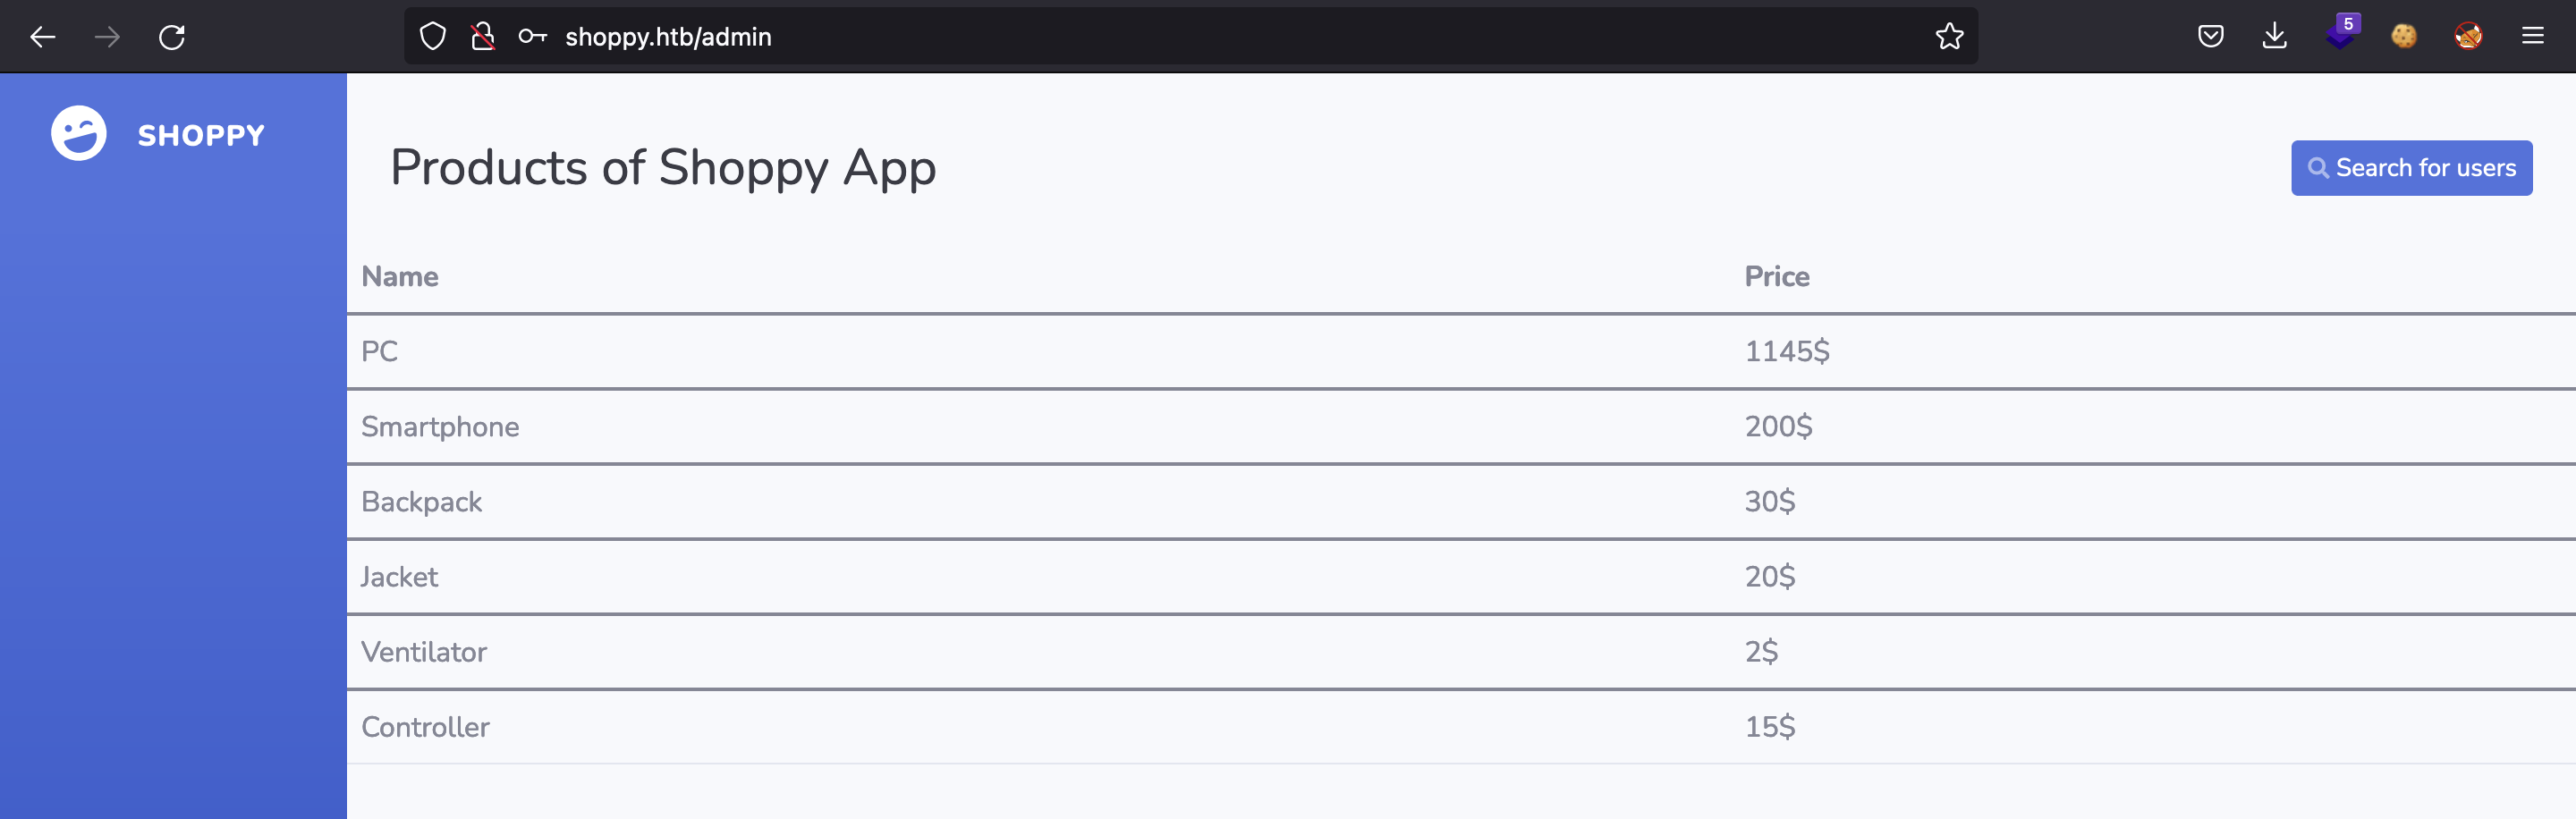 shoppy.htb/admin
5
SHOPPY
Products of Shoppy App
Search for users
Name Price
PC 1145$
Smartphone 200$
Backpack 30$
Jacket 20$
Ventilator 2$
Controller 15$